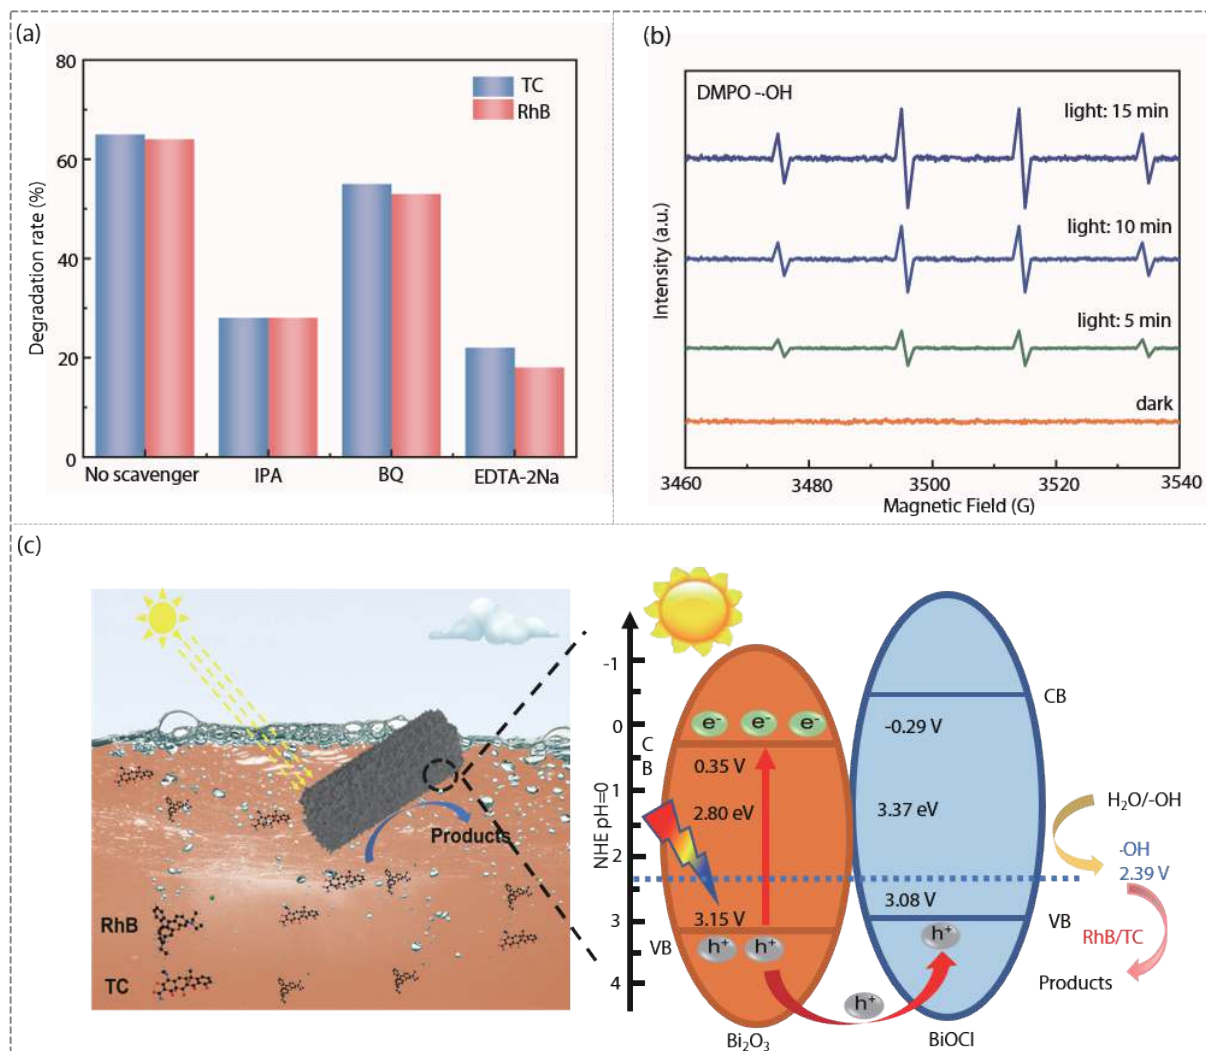 (a)
80
60
40
20
0
Degradation rate (%)
TC
RhB
No scavenger
IPA
BQ
EDTA-2Na
(b)
DMPO -·OH
light: 15 min
light: 10 min
light: 5 min
dark
Intensity (a.u.)
3460
3480
3500
3520
3540
Magnetic Field (G)
(c)
Products
RhB
TC
NHE pH=0
-1
0
1
2
3
4
e⁻ e⁻ e⁻
C
B
0.35 V
2.80 eV
3.15 V
VB
h⁺ h⁺
h⁺
Bi₂O₃
CB
-0.29 V
3.37 eV
3.08 V
VB
h⁺
BiOCl
H₂O/-OH
-OH
2.39 V
RhB/TC
Products